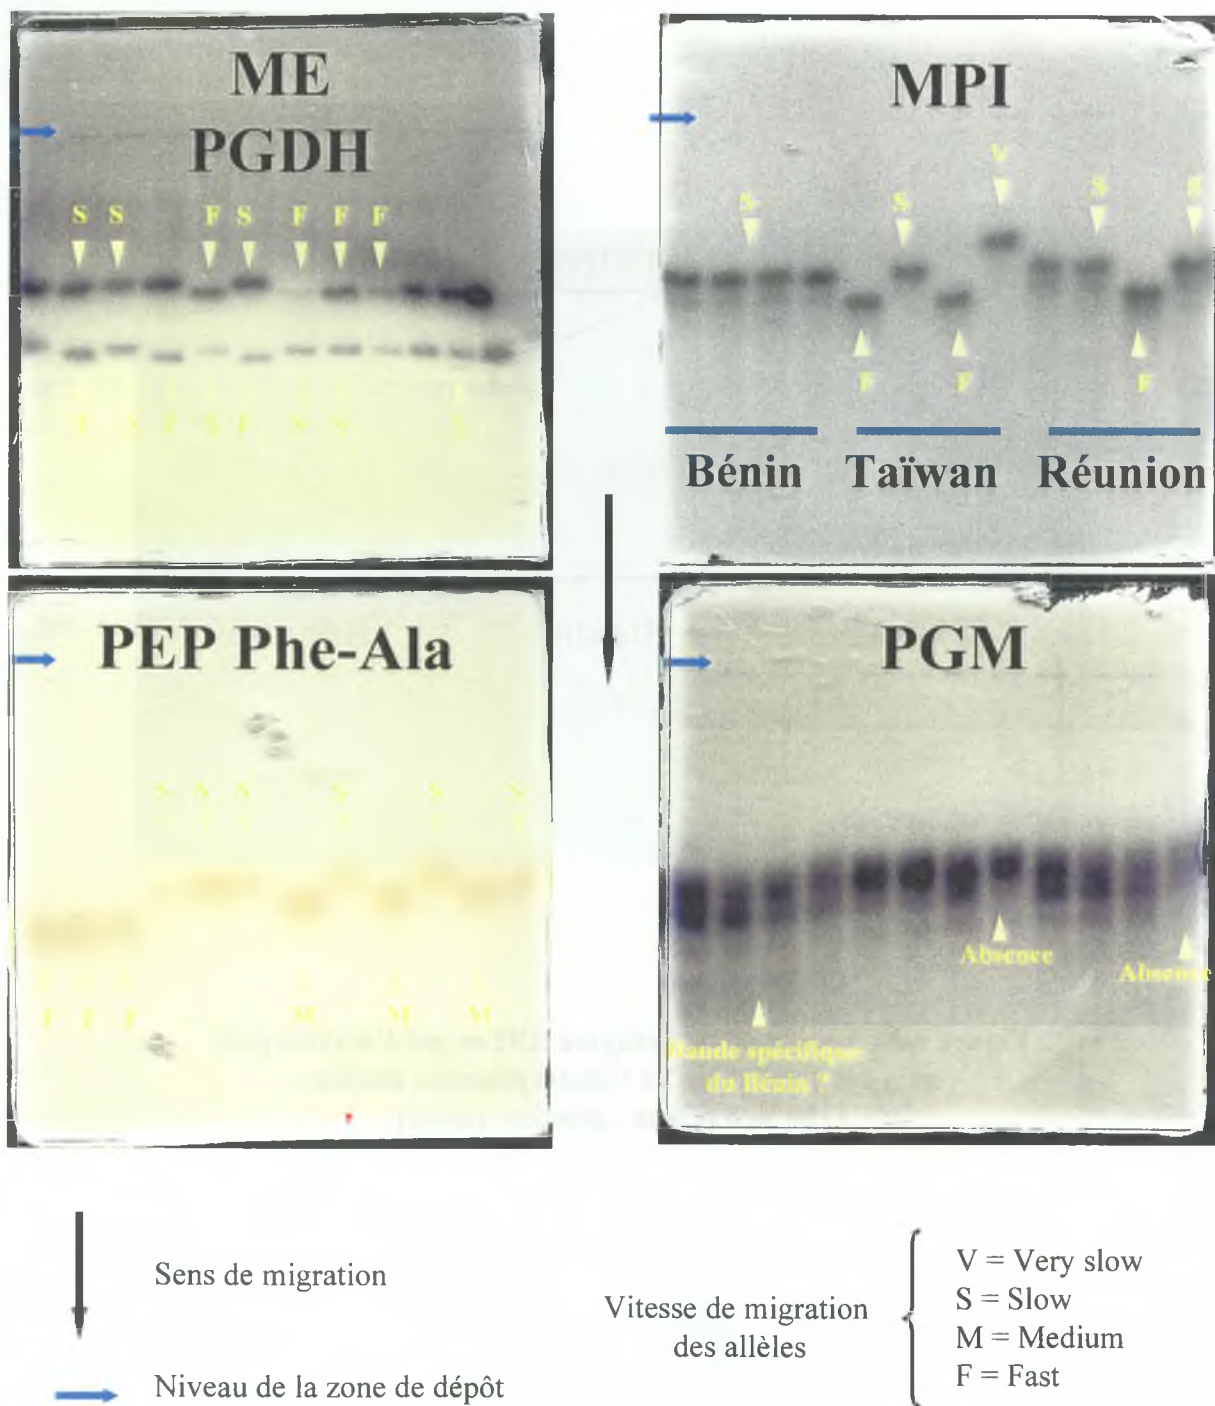 ME
PGDH
S S F S F F F
MPI
V
S S S S
F F F
Bénin Taïwan Réunion
PEP Phe-Ala
S S S S S S
M M M
PGM
Absence
Absence
Bande spécifique
du Bénin ?
Sens de migration
Niveau de la zone de dépôt
Vitesse de migration
des allèles
V = Very slow
S = Slow
M = Medium
F = Fast